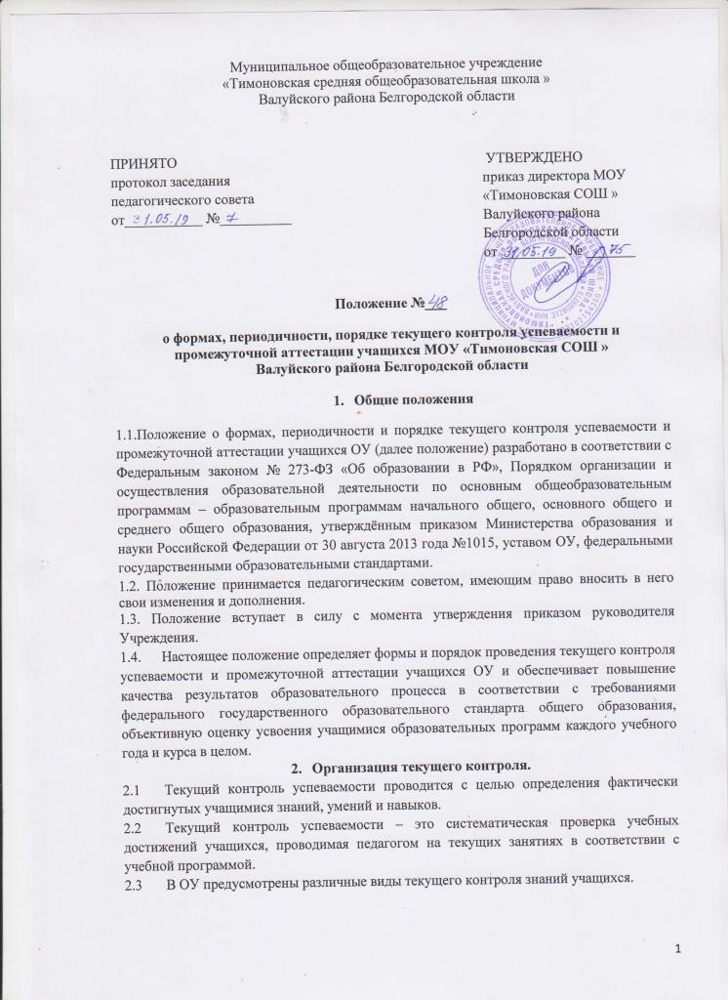 Муниципальное общеобразовательное учреждение
«Тимоновская средняя общеобразовательная школа »
Валуйского района Белгородской области
ПРИНЯТО
протокол заседания
педагогического совета
от 31.05.19 № 7
УТВЕРЖДЕНО
приказ директора МОУ
«Тимоновская СОШ »
Валуйского района
Белгородской области
от 31.05.19 № 75
ДЛЯ
ДОКУМЕНТОВ
Положение № 48
о формах, периодичности, порядке текущего контроля успеваемости и
промежуточной аттестации учащихся МОУ «Тимоновская СОШ »
Валуйского района Белгородской области
1. Общие положения
1.1.Положение о формах, периодичности и порядке текущего контроля успеваемости и
промежуточной аттестации учащихся ОУ (далее положение) разработано в соответствии с
Федеральным законом № 273-ФЗ «Об образовании в РФ», Порядком организации и
осуществления образовательной деятельности по основным общеобразовательным
программам – образовательным программам начального общего, основного общего и
среднего общего образования, утверждённым приказом Министерства образования и
науки Российской Федерации от 30 августа 2013 года №1015, уставом ОУ, федеральными
государственными образовательными стандартами.
1.2. Положение принимается педагогическим советом, имеющим право вносить в него
свои изменения и дополнения.
1.3. Положение вступает в силу с момента утверждения приказом руководителя
Учреждения.
1.4. Настоящее положение определяет формы и порядок проведения текущего контроля
успеваемости и промежуточной аттестации учащихся ОУ и обеспечивает повышение
качества результатов образовательного процесса в соответствии с требованиями
федерального государственного образовательного стандарта общего образования,
объективную оценку усвоения учащимися образовательных программ каждого учебного
года и курса в целом.
2. Организация текущего контроля.
2.1 Текущий контроль успеваемости проводится с целью определения фактически
достигнутых учащимися знаний, умений и навыков.
2.2 Текущий контроль успеваемости – это систематическая проверка учебных
достижений учащихся, проводимая педагогом на текущих занятиях в соответствии с
учебной программой.
2.3 В ОУ предусмотрены различные виды текущего контроля знаний учащихся.
1